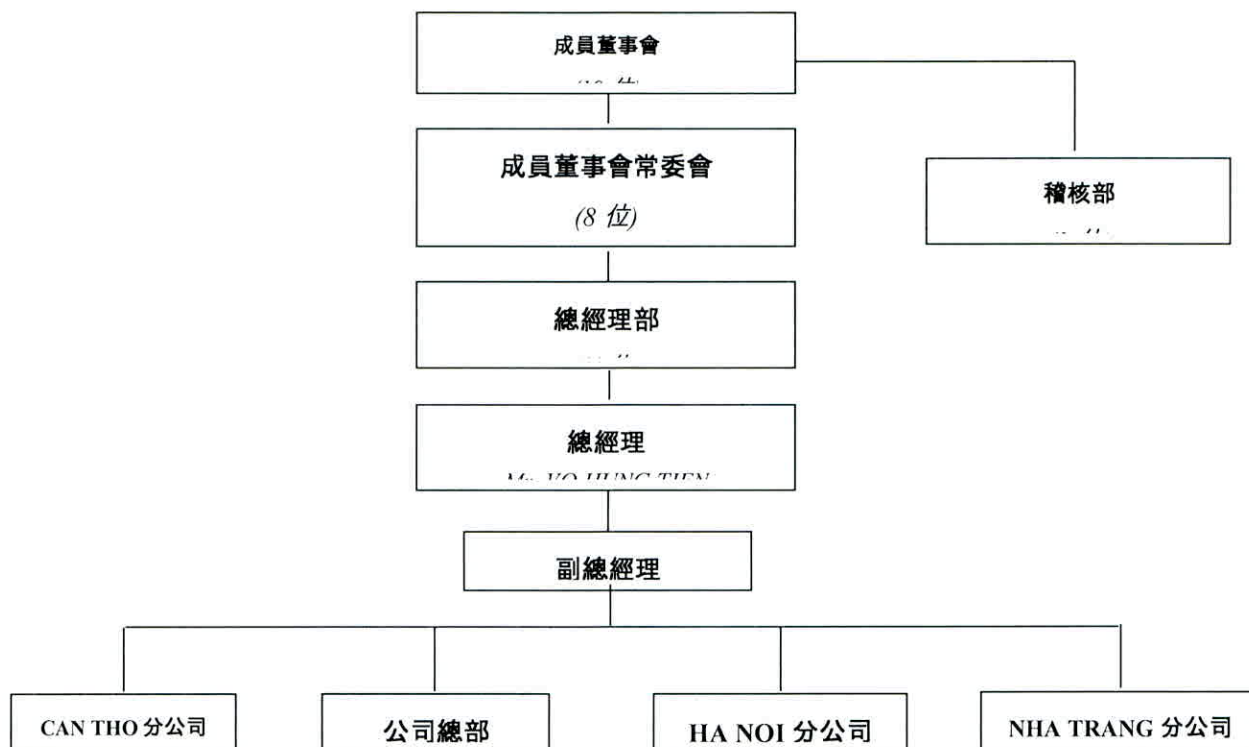 成員董事會
成員董事會常委會
(8 位)
稽核部
總經理部
總經理
副總經理
CAN THO 分公司
公司總部
HA NOI 分公司
NHA TRANG 分公司